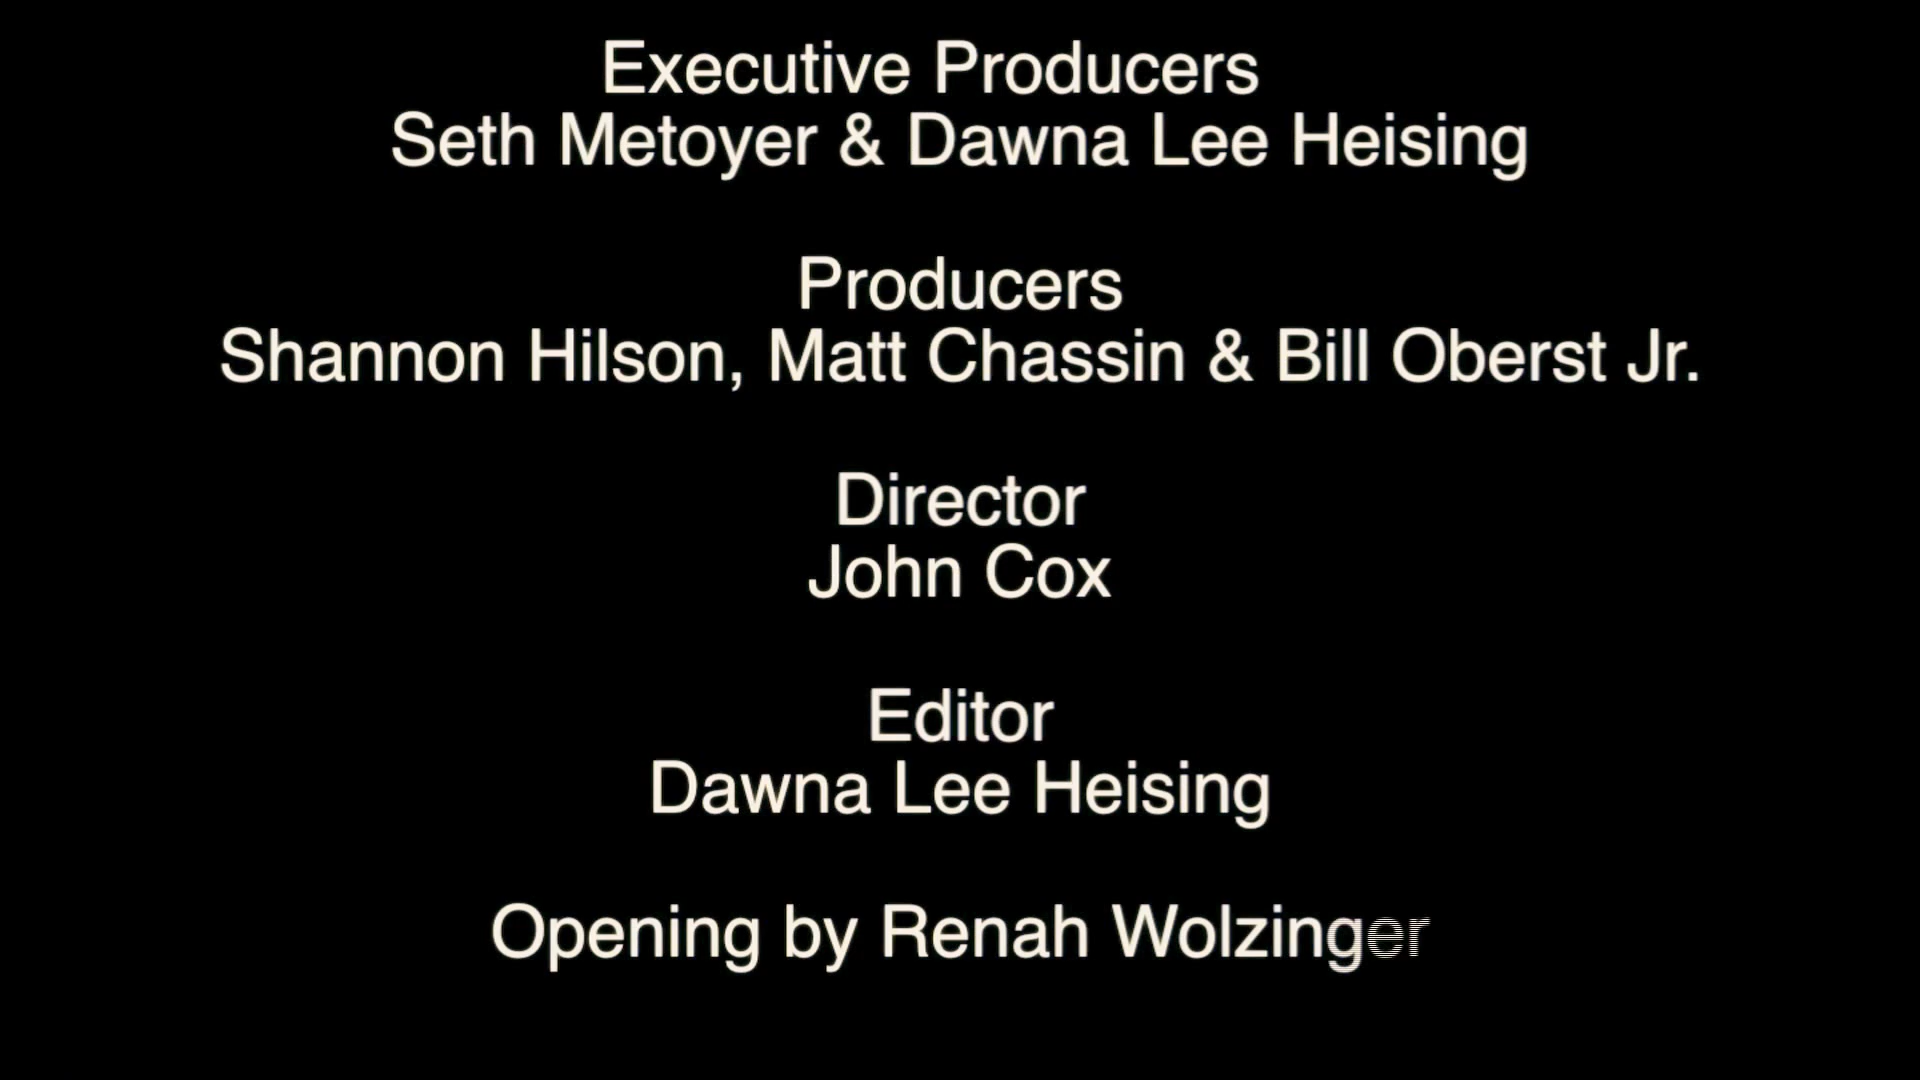 Executive Producers
Seth Metoyer & Dawna Lee Heising
Producers
Shannon Hilson, Matt Chassin & Bill Oberst Jr.
Director
John Cox
Editor
Dawna Lee Heising
Opening by Renah Wolzinger